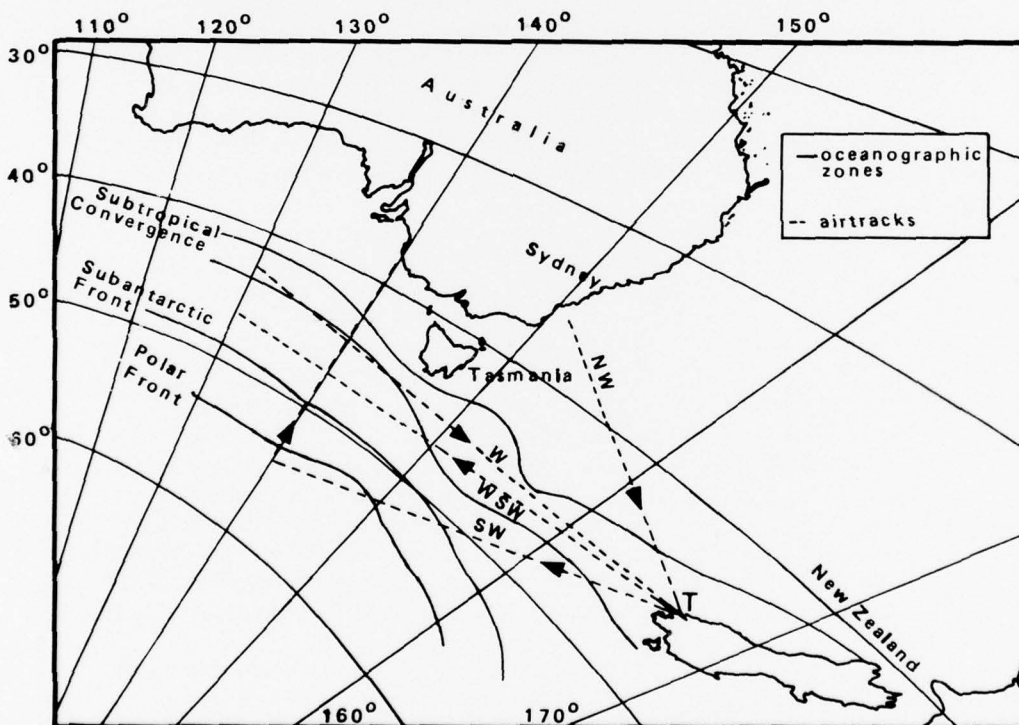 110° 120° 130° 140° 150°
30°
Australia
oceanographic
zones
airtracks
40°
Subtropical
Convergence
Sydney
Subantarctic
Front
50°
Polar
Front
Tasmania
NW
60°
W
WSW
SW
T
New Zealand
160° 170°